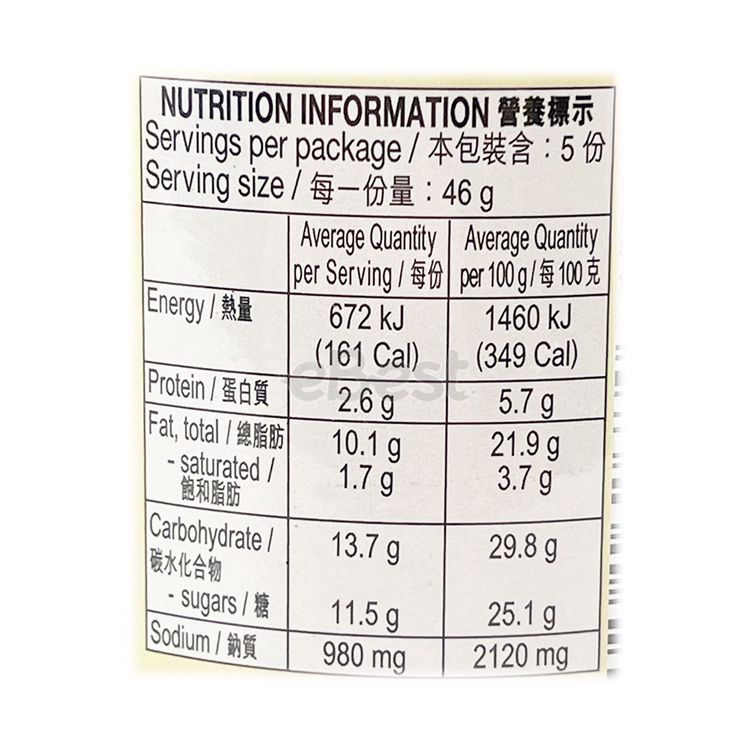 NUTRITION INFORMATION 營養標示
Servings per package / 本包裝含：5 份
Serving size / 每一份量：46 g
Average Quantity per Serving / 每份
Average Quantity per 100 g / 每 100 克
Energy / 熱量 672 kJ 1460 kJ
(161 Cal) (349 Cal)
Protein / 蛋白質 2.6 g 5.7 g
Fat, total / 總脂肪 10.1 g 21.9 g
- saturated / 1.7 g 3.7 g
飽和脂肪
Carbohydrate / 13.7 g 29.8 g
碳水化合物
- sugars / 糖 11.5 g 25.1 g
Sodium / 鈉質 980 mg 2120 mg
eBest